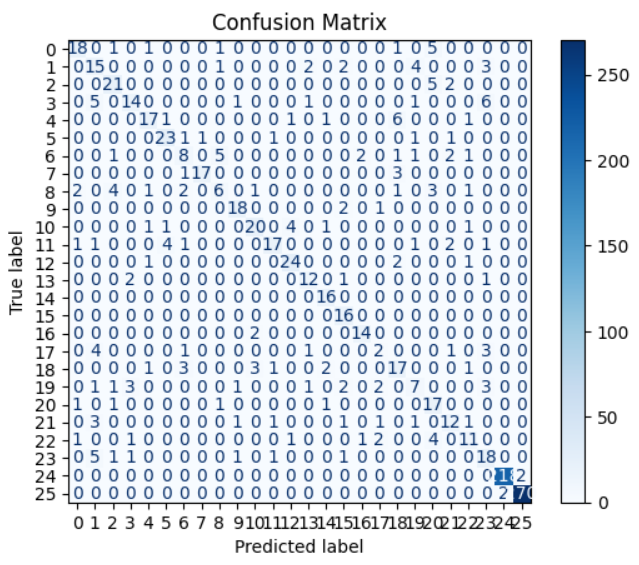 Confusion Matrix
0 18 0 1 0 1 0 0 0 1 0 0 0 0 0 0 0 0 0 1 0 5 0 0 0 0 0
1 0 15 0 0 0 0 0 0 1 0 0 0 0 2 0 2 0 0 0 4 0 0 0 3 0 0
2 0 0 21 0 0 0 0 0 0 0 0 0 0 0 0 0 0 0 0 0 5 2 0 0 0 0
3 0 5 0 14 0 0 0 0 0 1 0 0 0 1 0 0 0 0 0 1 0 0 0 6 0 0
4 0 0 0 0 17 1 0 0 0 0 0 0 1 0 1 0 0 0 6 0 0 0 1 0 0 0
5 0 0 0 0 0 23 1 1 0 0 0 1 0 0 0 0 0 0 0 1 0 1 0 0 0 0
6 0 0 1 0 0 0 8 0 5 0 0 0 0 0 0 0 2 0 1 1 0 2 1 0 0 0
7 0 0 0 0 0 0 1 17 0 0 0 0 0 0 0 0 0 0 3 0 0 0 0 0 0 0
8 2 0 4 0 1 0 2 0 6 0 1 0 0 0 0 0 0 0 1 0 3 0 1 0 0 0
9 0 0 0 0 0 0 0 0 0 18 0 0 0 0 0 2 0 1 0 0 0 0 0 0 0 0
10 0 0 0 0 1 1 0 0 0 0 20 0 4 0 1 0 0 0 0 0 0 0 1 0 0 0
11 1 1 0 0 0 4 1 0 0 0 0 17 0 0 0 0 0 0 0 1 0 2 0 1 0 0
12 0 0 0 0 1 0 0 0 0 0 0 0 24 0 0 0 0 0 2 0 0 0 1 0 0 0
13 0 0 0 2 0 0 0 0 0 0 0 0 0 12 0 1 0 0 0 0 0 0 0 1 0 0
14 0 0 0 0 0 0 0 0 0 0 0 0 0 0 16 0 0 0 0 0 0 0 0 0 0 0
15 0 0 0 0 0 0 0 0 0 0 0 0 0 0 0 16 0 0 0 0 0 0 0 0 0 0
16 0 0 0 0 0 0 0 0 0 0 2 0 0 0 0 0 14 0 0 0 0 0 0 0 0 0
17 0 4 0 0 0 0 1 0 0 0 0 0 0 1 0 0 0 2 0 0 0 1 0 3 0 0
18 0 0 0 0 1 0 3 0 0 0 3 1 0 0 2 0 0 0 17 0 0 0 1 0 0 0
19 0 1 1 3 0 0 0 0 0 1 0 0 0 1 0 2 0 2 0 7 0 0 0 3 0 0
20 1 0 1 0 0 0 0 0 1 0 0 0 0 0 0 0 0 0 0 0 17 0 0 0 0 0
21 0 3 0 0 0 0 0 0 0 1 0 1 0 0 0 1 0 1 0 1 0 12 1 0 0 0
22 1 0 0 1 0 0 0 0 0 0 0 0 1 0 0 0 1 2 0 0 4 0 11 0 0 0
23 0 5 1 1 0 0 0 0 0 1 0 1 0 0 0 1 0 0 0 0 0 0 0 18 0 0
24 0 0 0 0 0 0 0 0 0 0 0 0 0 0 0 0 0 0 0 0 0 0 0 0 2
25 0 0 0 0 0 0 0 0 0 0 0 0 0 0 0 0 0 0 0 0 0 0 0 0 2
0 1 2 3 4 5 6 7 8 9 10 11 12 13 14 15 16 17 18 19 20 21 22 23 24 25
Predicted label
True label
250
200
150
100
50
0